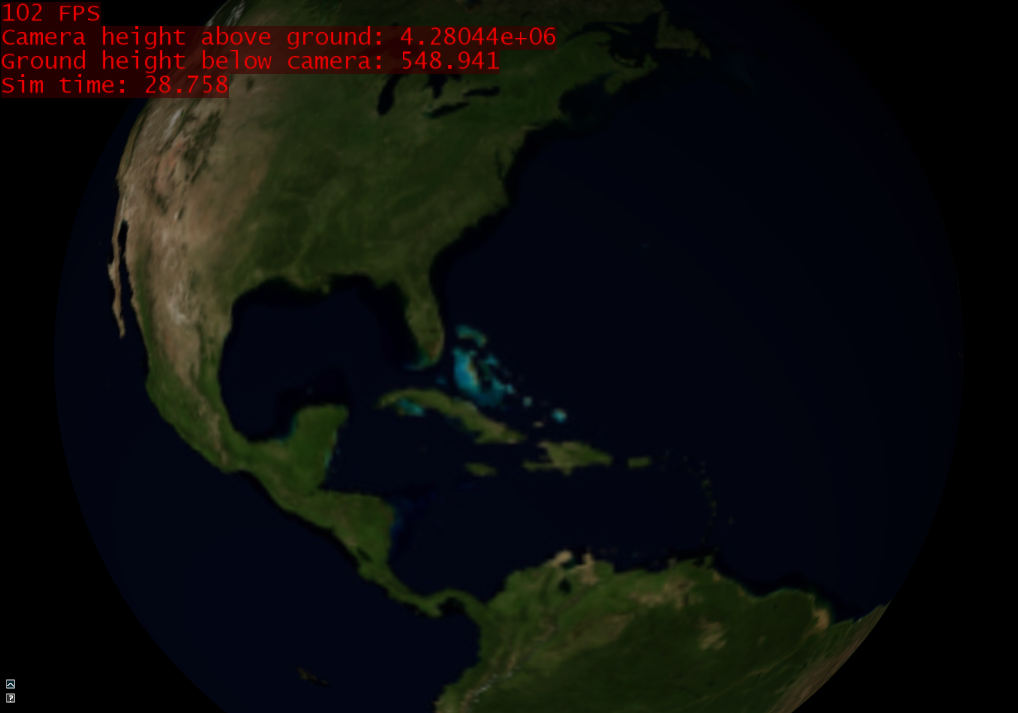 102 FPS
Camera height above ground: 4.28044e+06
Ground height below camera: 548.941
Sim time: 28.758